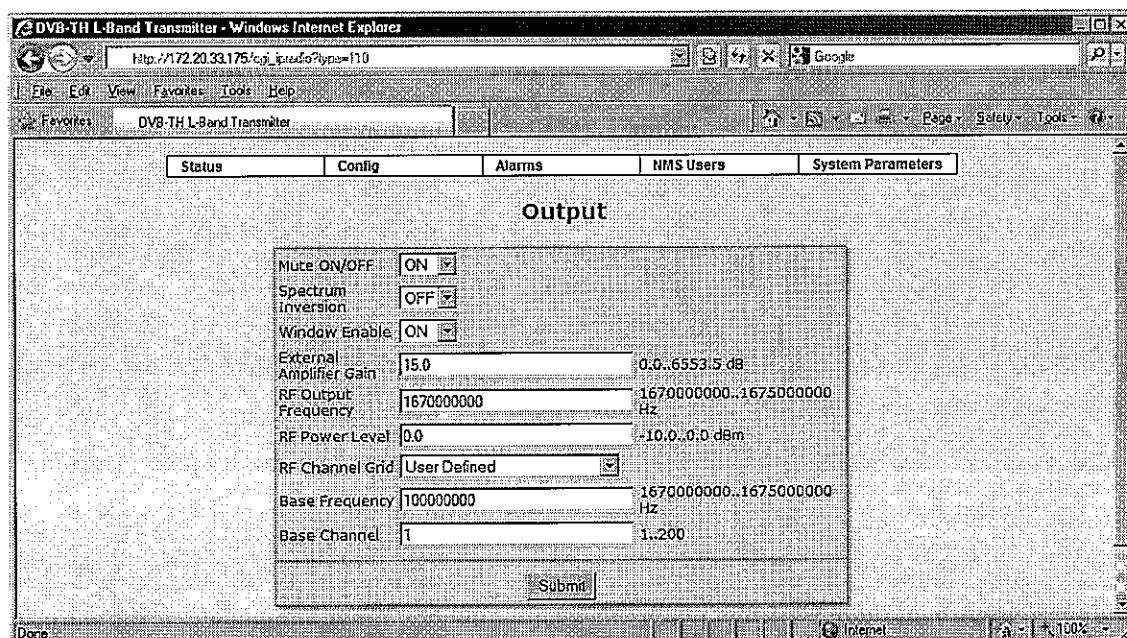 DVB-TH L-Band Transmitter - Windows Internet Explorer
http://172.20.33.175/cgi_ipradio?type=110
Google
File Edit View Favorites Tools Help
Favorites DVB-TH L-Band Transmitter
Page Safety Tools
Status Config Alarms NMS Users System Parameters
Output
Mute ON/OFF ON
Spectrum
Inversion OFF
Window Enable ON
External
Amplifier Gain 15.0 0.0..6553.5 dB
RF Output
Frequency 1670000000 1670000000..1675000000
Hz
RF Power Level 0.0 -10.0..0.0 dBm
RF Channel Grid User Defined
Base Frequency 100000000 1670000000..1675000000
Hz
Base Channel 1 1..200
Submit
Done Internet 100%